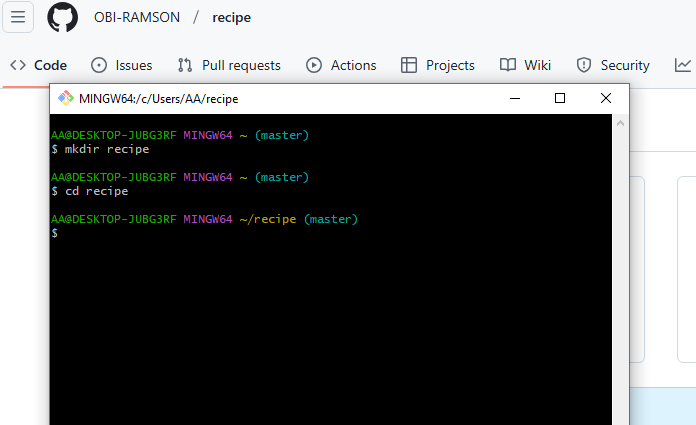 OBI-RAMSON / recipe
Code Issues Pull requests Actions Projects Wiki Security
MINGW64:/c/Users/AA/recipe
AA@DESKTOP-JUBG3RF MINGW64 ~ (master)
$ mkdir recipe
AA@DESKTOP-JUBG3RF MINGW64 ~ (master)
$ cd recipe
AA@DESKTOP-JUBG3RF MINGW64 ~/recipe (master)
$